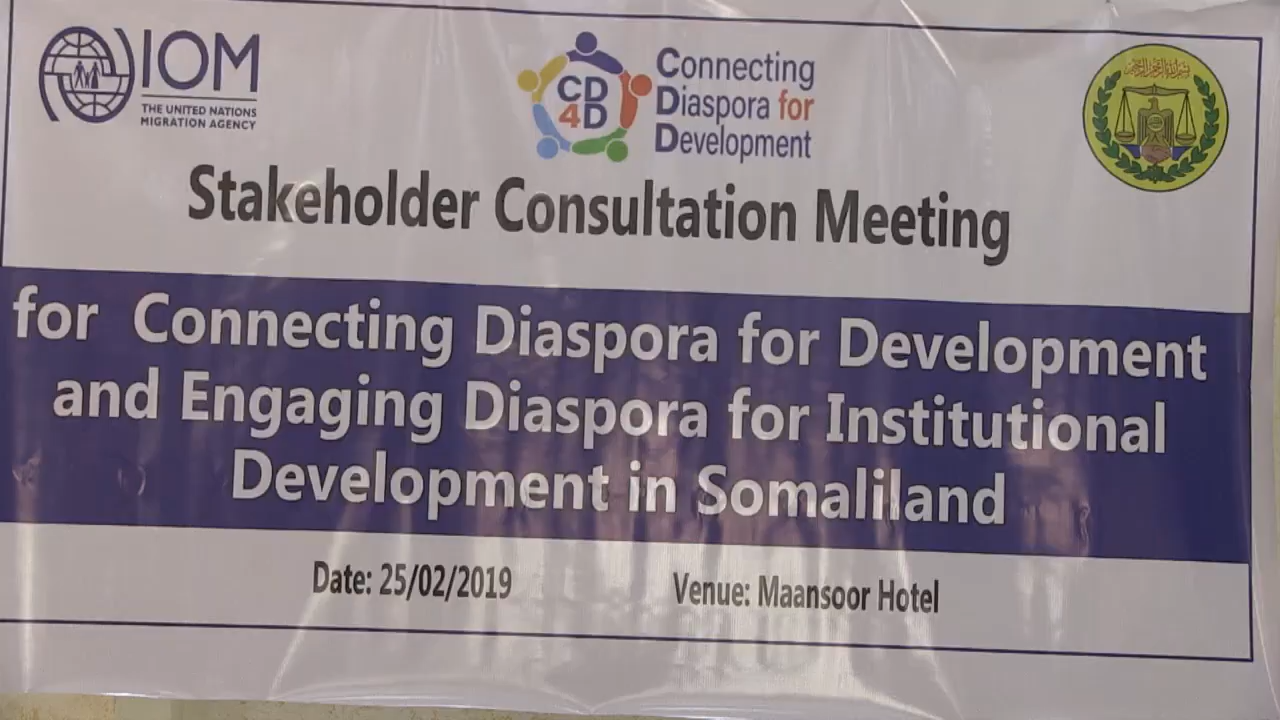 IOM
THE UNITED NATIONS
MIGRATION AGENCY
CD
4D
Connecting
Diaspora for
Development
Stakeholder Consultation Meeting
for Connecting Diaspora for Development
and Engaging Diaspora for Institutional
Development in Somaliland
Date: 25/02/2019
Venue: Maansoor Hotel